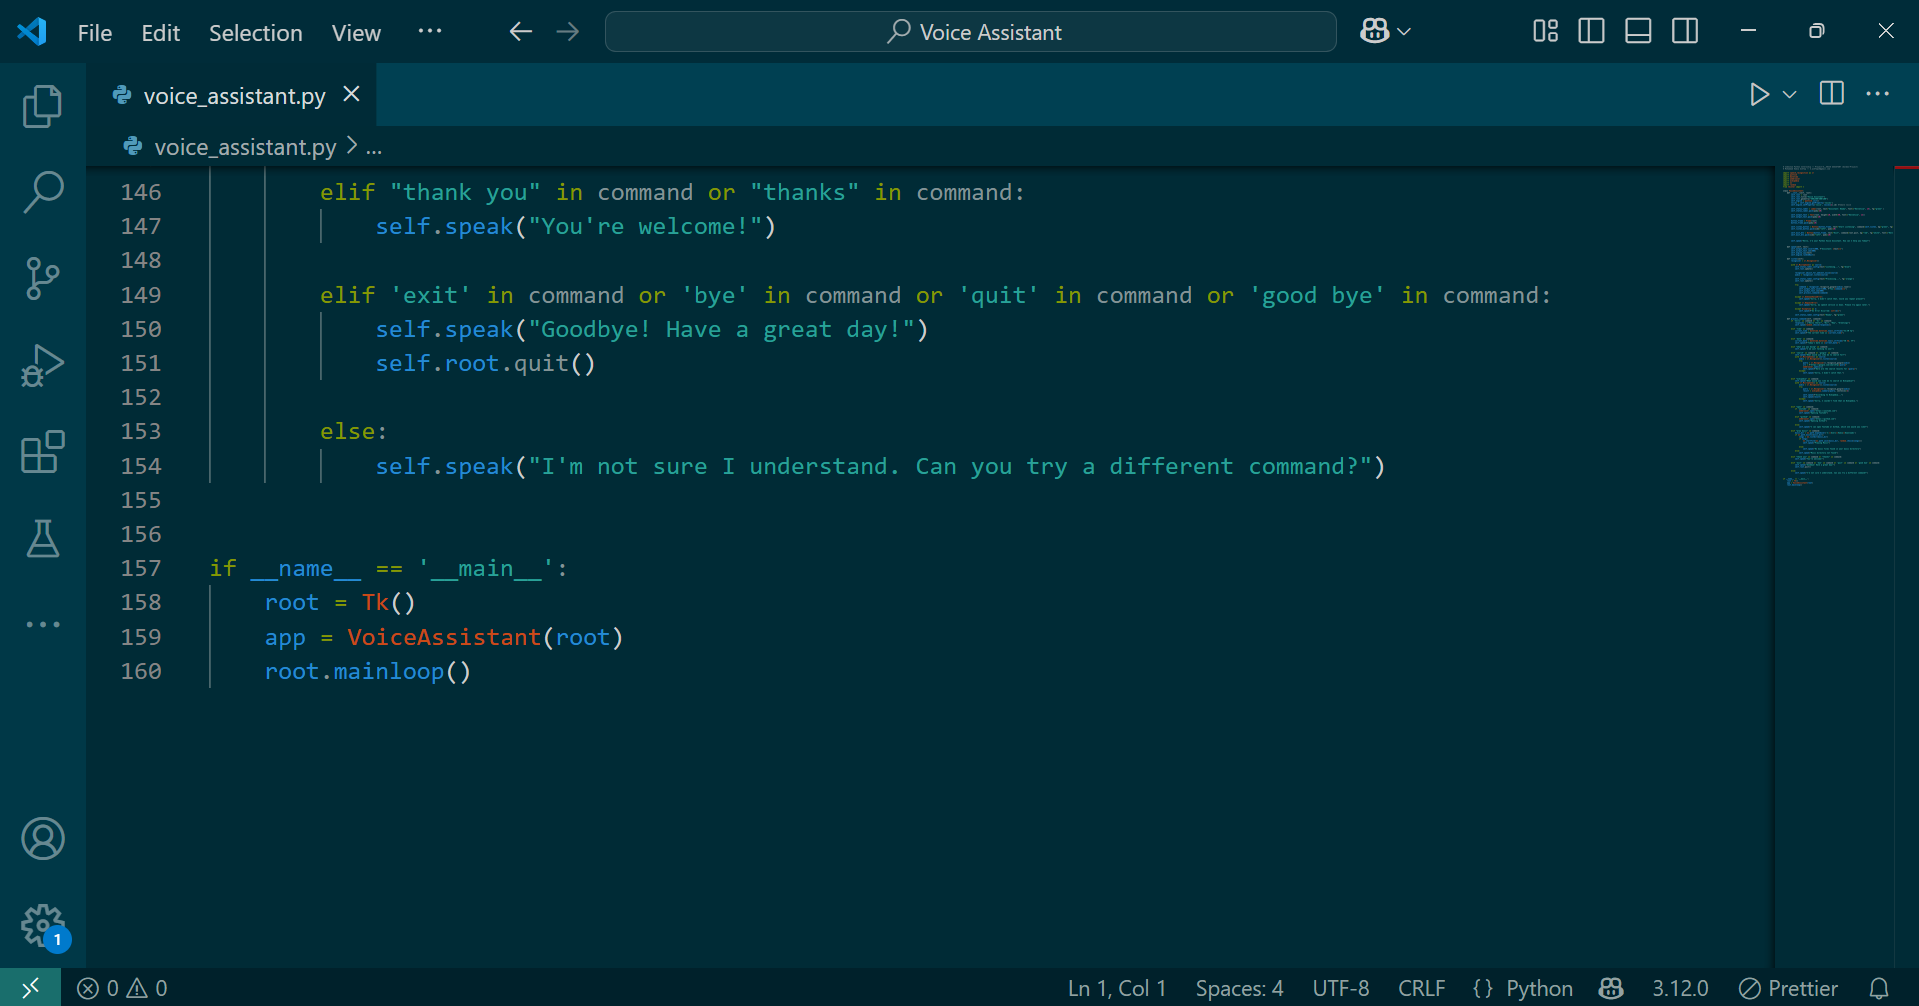 File Edit Selection View ··· Voice Assistant
voice_assistant.py
voice_assistant.py > ...
146 elif "thank you" in command or "thanks" in command:
147 self.speak("You're welcome!")
148
149 elif 'exit' in command or 'bye' in command or 'quit' in command or 'good bye' in command:
150 self.speak("Goodbye! Have a great day!")
151 self.root.quit()
152
153 else:
154 self.speak("I'm not sure I understand. Can you try a different command?")
155
156
157 if __name__ == '__main__':
158 root = Tk()
159 app = VoiceAssistant(root)
160 root.mainloop()
1
0 0 Ln 1, Col 1 Spaces: 4 UTF-8 CRLF {} Python 3.12.0 Prettier